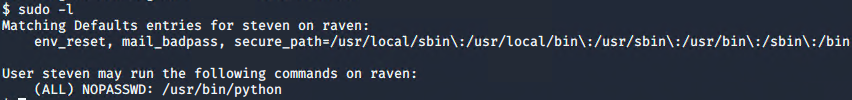 $ sudo -l
Matching Defaults entries for steven on raven:
    env_reset, mail_badpass, secure_path=/usr/local/sbin\:/usr/local/bin\:/usr/sbin\:/usr/bin\:/sbin\:/bin
User steven may run the following commands on raven:
    (ALL) NOPASSWD: /usr/bin/python